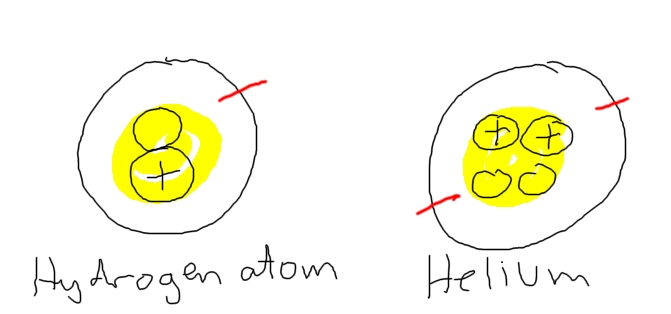 +
+ +
Hydrogen atom
Helium